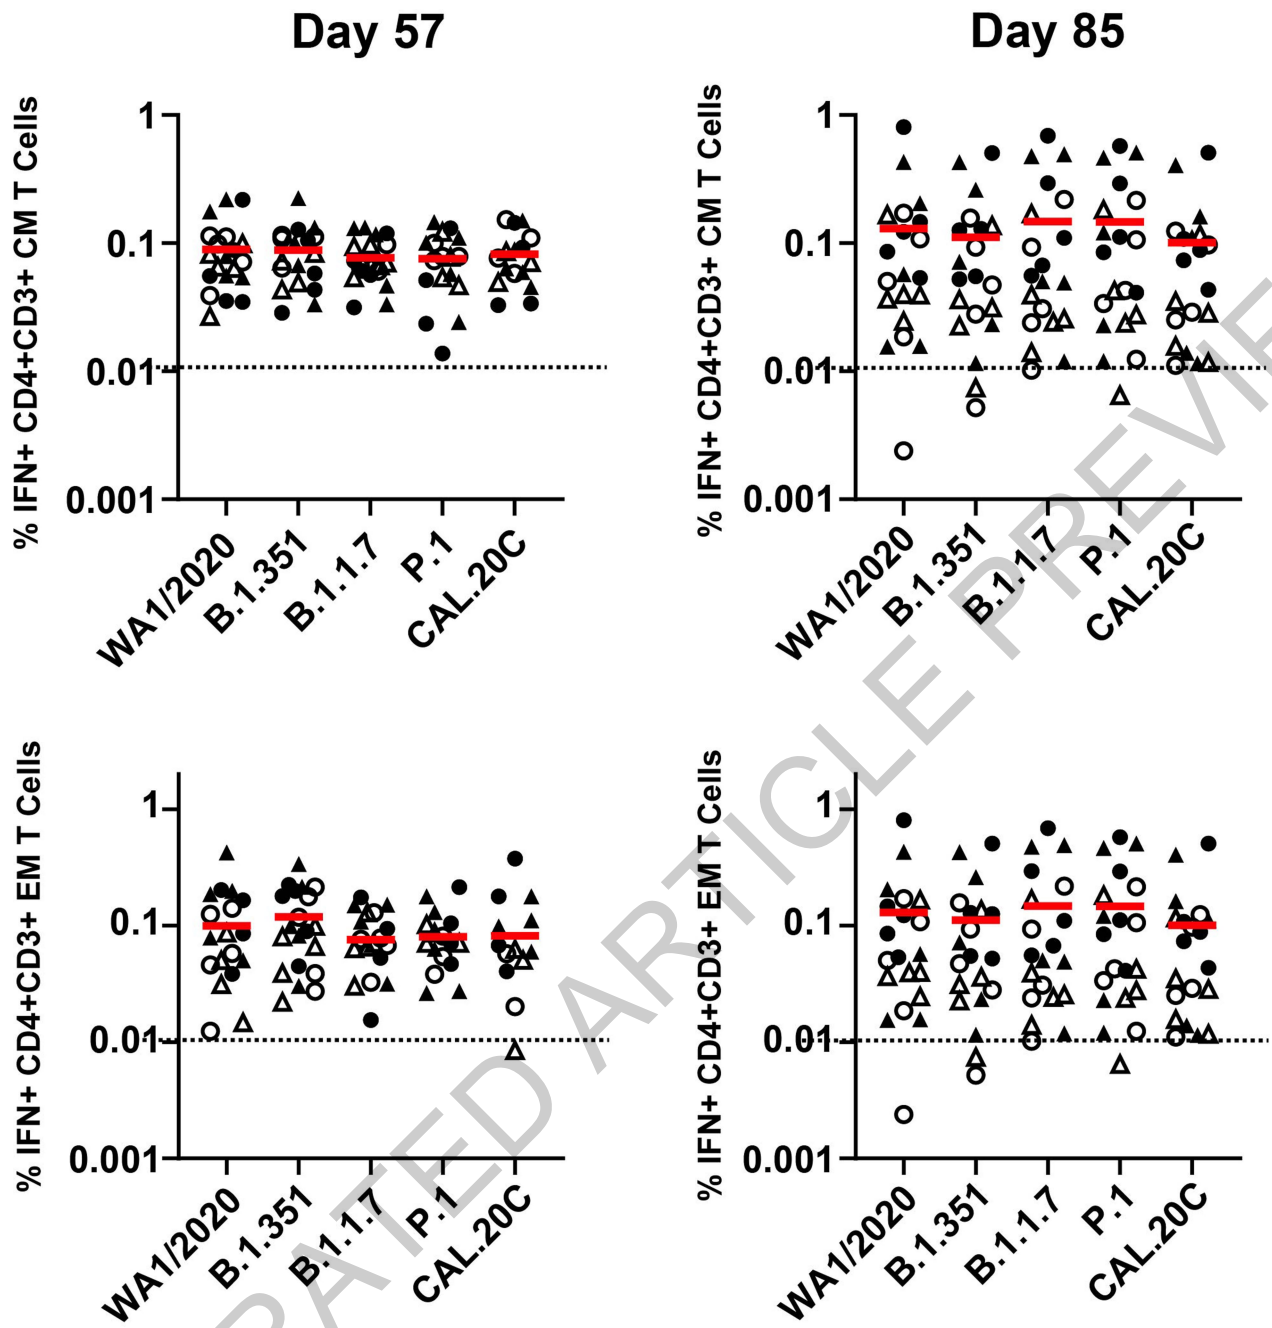 Day 57
Day 85
% IFN+ CD4+CD3+ CM T Cells
1
0.1
0.01
0.001
WA1/2020
B.1.351
B.1.1.7
P.1
CAL.20C
% IFN+ CD4+CD3+ CM T Cells
1
0.1
0.01
0.001
WA1/2020
B.1.351
B.1.1.7
P.1
CAL.20C
% IFN+ CD4+CD3+ EM T Cells
1
0.1
0.01
0.001
WA1/2020
B.1.351
B.1.1.7
P.1
CAL.20C
% IFN+ CD4+CD3+ EM T Cells
1
0.1
0.01
0.001
WA1/2020
B.1.351
B.1.1.7
P.1
CAL.20C
RATED ARTICLE PREVIE